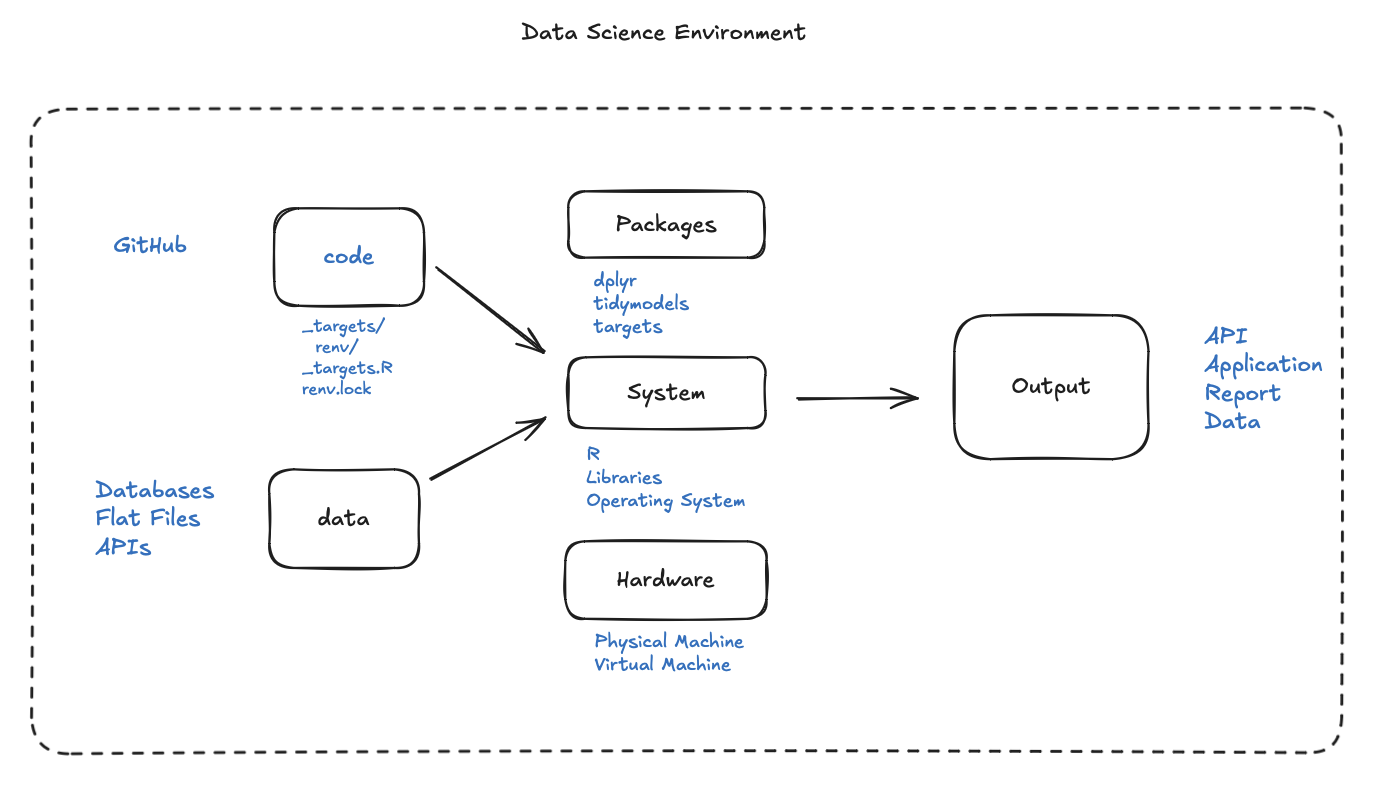 Data Science Environment
GitHub
code
_targets/
renv/
_targets.R
renv.lock
Databases
Flat Files
APIs
data
Packages
dplyr
tidymodels
targets
System
R
Libraries
Operating System
Hardware
Physical Machine
Virtual Machine
Output
API
Application
Report
Data